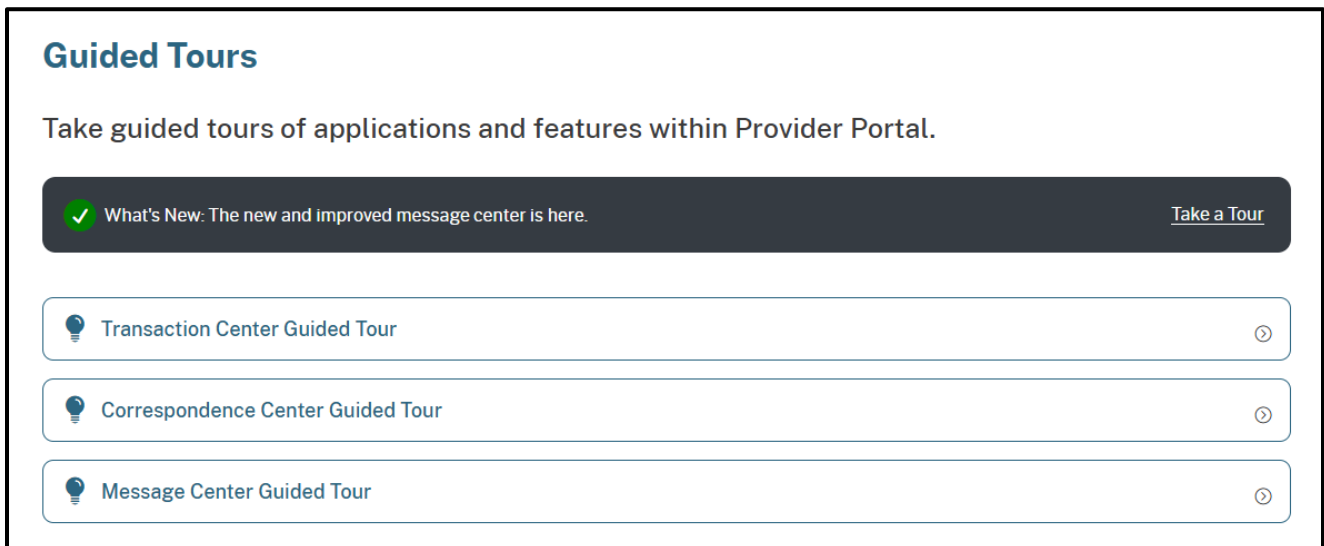 Guided Tours
Take guided tours of applications and features within Provider Portal.
What's New: The new and improved message center is here. Take a Tour
Transaction Center Guided Tour
Correspondence Center Guided Tour
Message Center Guided Tour